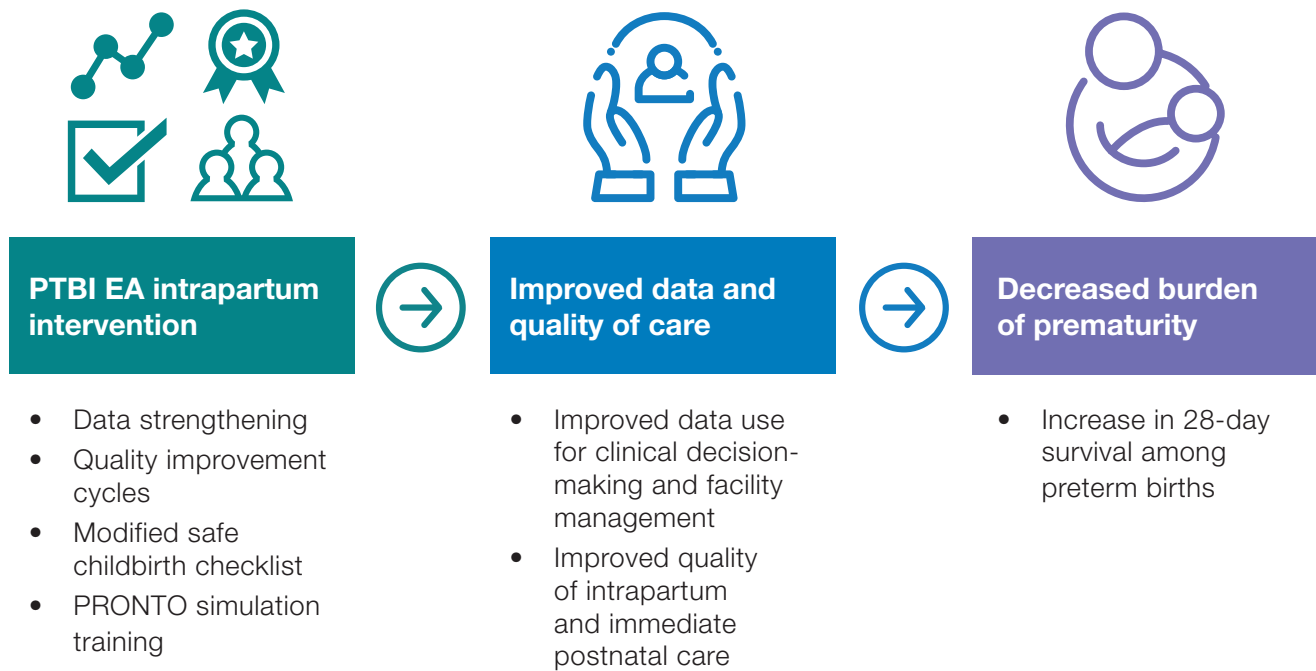 PTBI EA intrapartum
intervention
Improved data and
quality of care
Decreased burden
of prematurity
• Data strengthening
• Quality improvement
cycles
• Modified safe
childbirth checklist
• PRONTO simulation
training
• Improved data use
for clinical decision-
making and facility
management
• Improved quality
of intrapartum
and immediate
postnatal care
• Increase in 28-day
survival among
preterm births